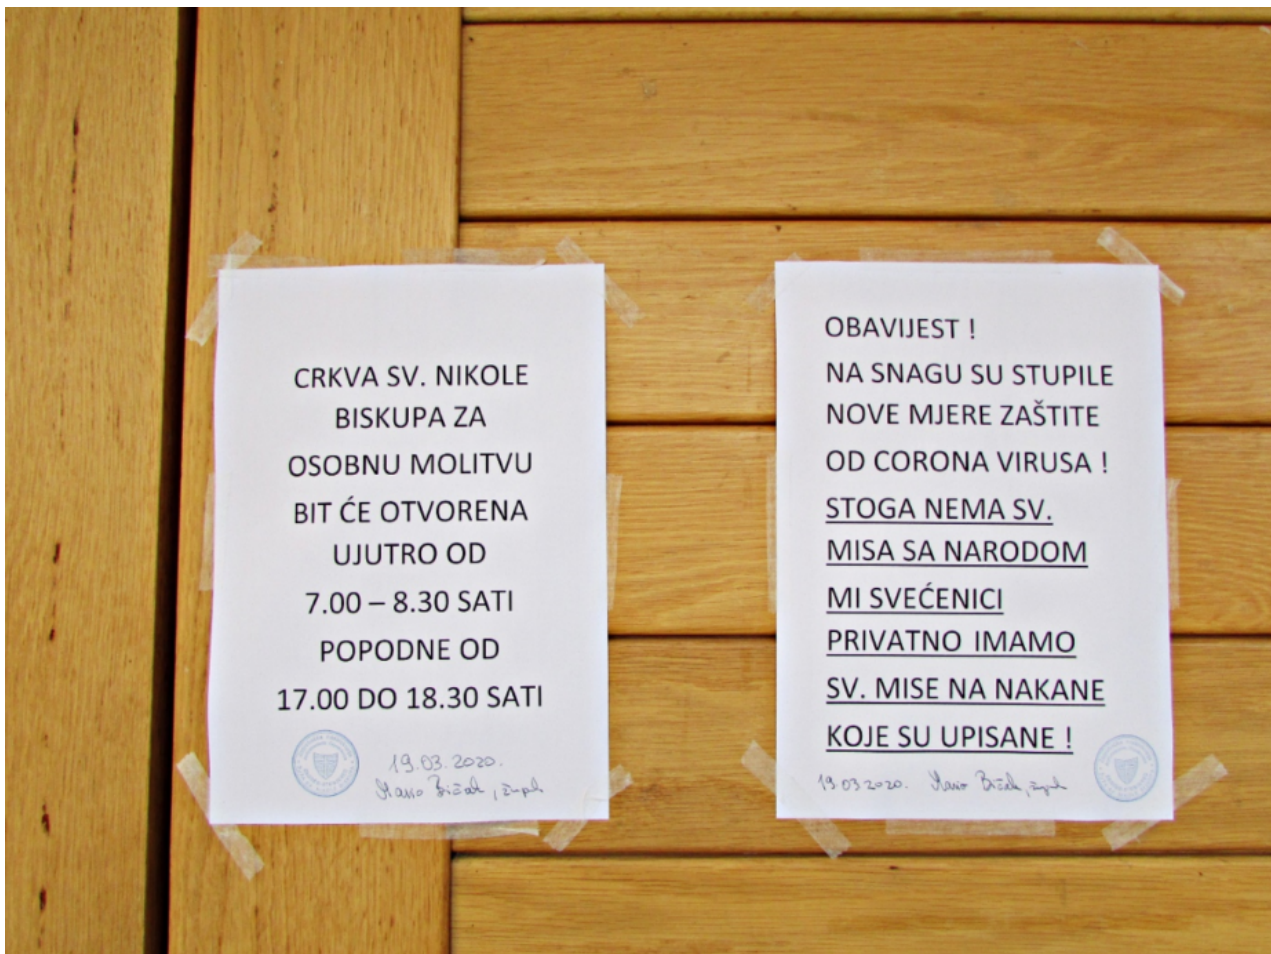 CRKVA SV. NIKOLE
BISKUPA ZA
OSOBNU MOLITVU
BIT ĆE OTVORENA
UJUTRO OD
7.00 – 8.30 SATI
POPODNE OD
17.00 DO 18.30 SATI
19.03.2020.
OBAVIJEST !
NA SNAGU SU STUPILE
NOVE MJERE ZAŠTITE
OD CORONA VIRUSA !
STOGA NEMA SV.
MISA SA NARODOM
MI SVEĆENICI
PRIVATNO IMAMO
SV. MISE NA NAKANE
KOJE SU UPISANE !
19.03.2020.